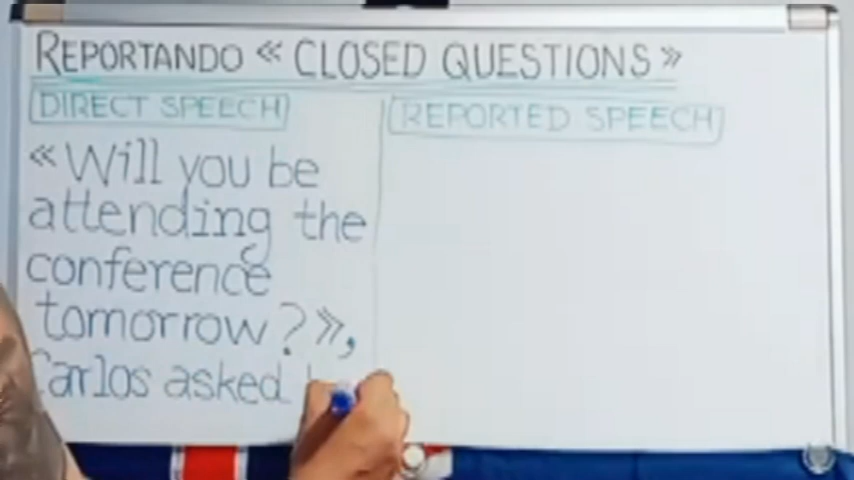 REPORTANDO « CLOSED QUESTIONS »
DIRECT SPEECH
REPORTED SPEECH
«Will you be
attending the
conference
tomorrow?»,
Carlos asked